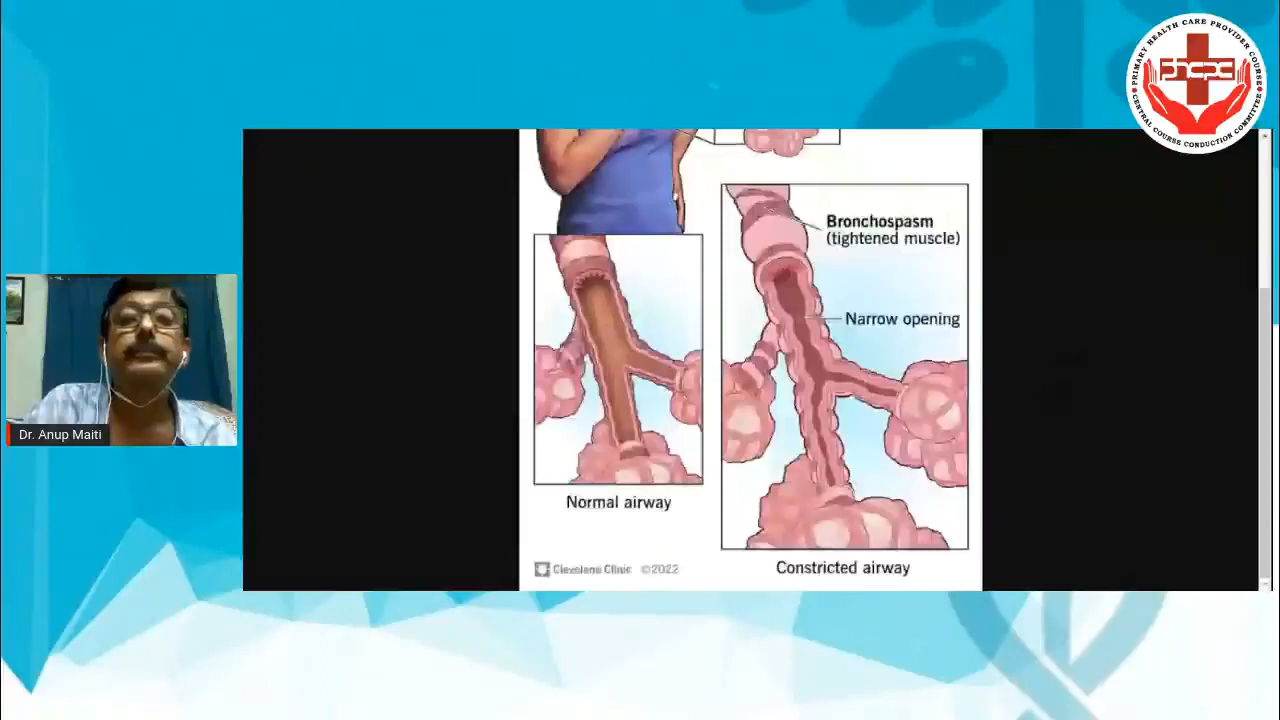 PRIMARY HEALTH CARE PROVIDER COURSE
phcpc
CENTRAL COURSE CONDUCTION COMMITTEE
Bronchospasm
(tightened muscle)
Narrow opening
Dr. Anup Maiti
Normal airway
Cleveland Clinic ©2022
Constricted airway